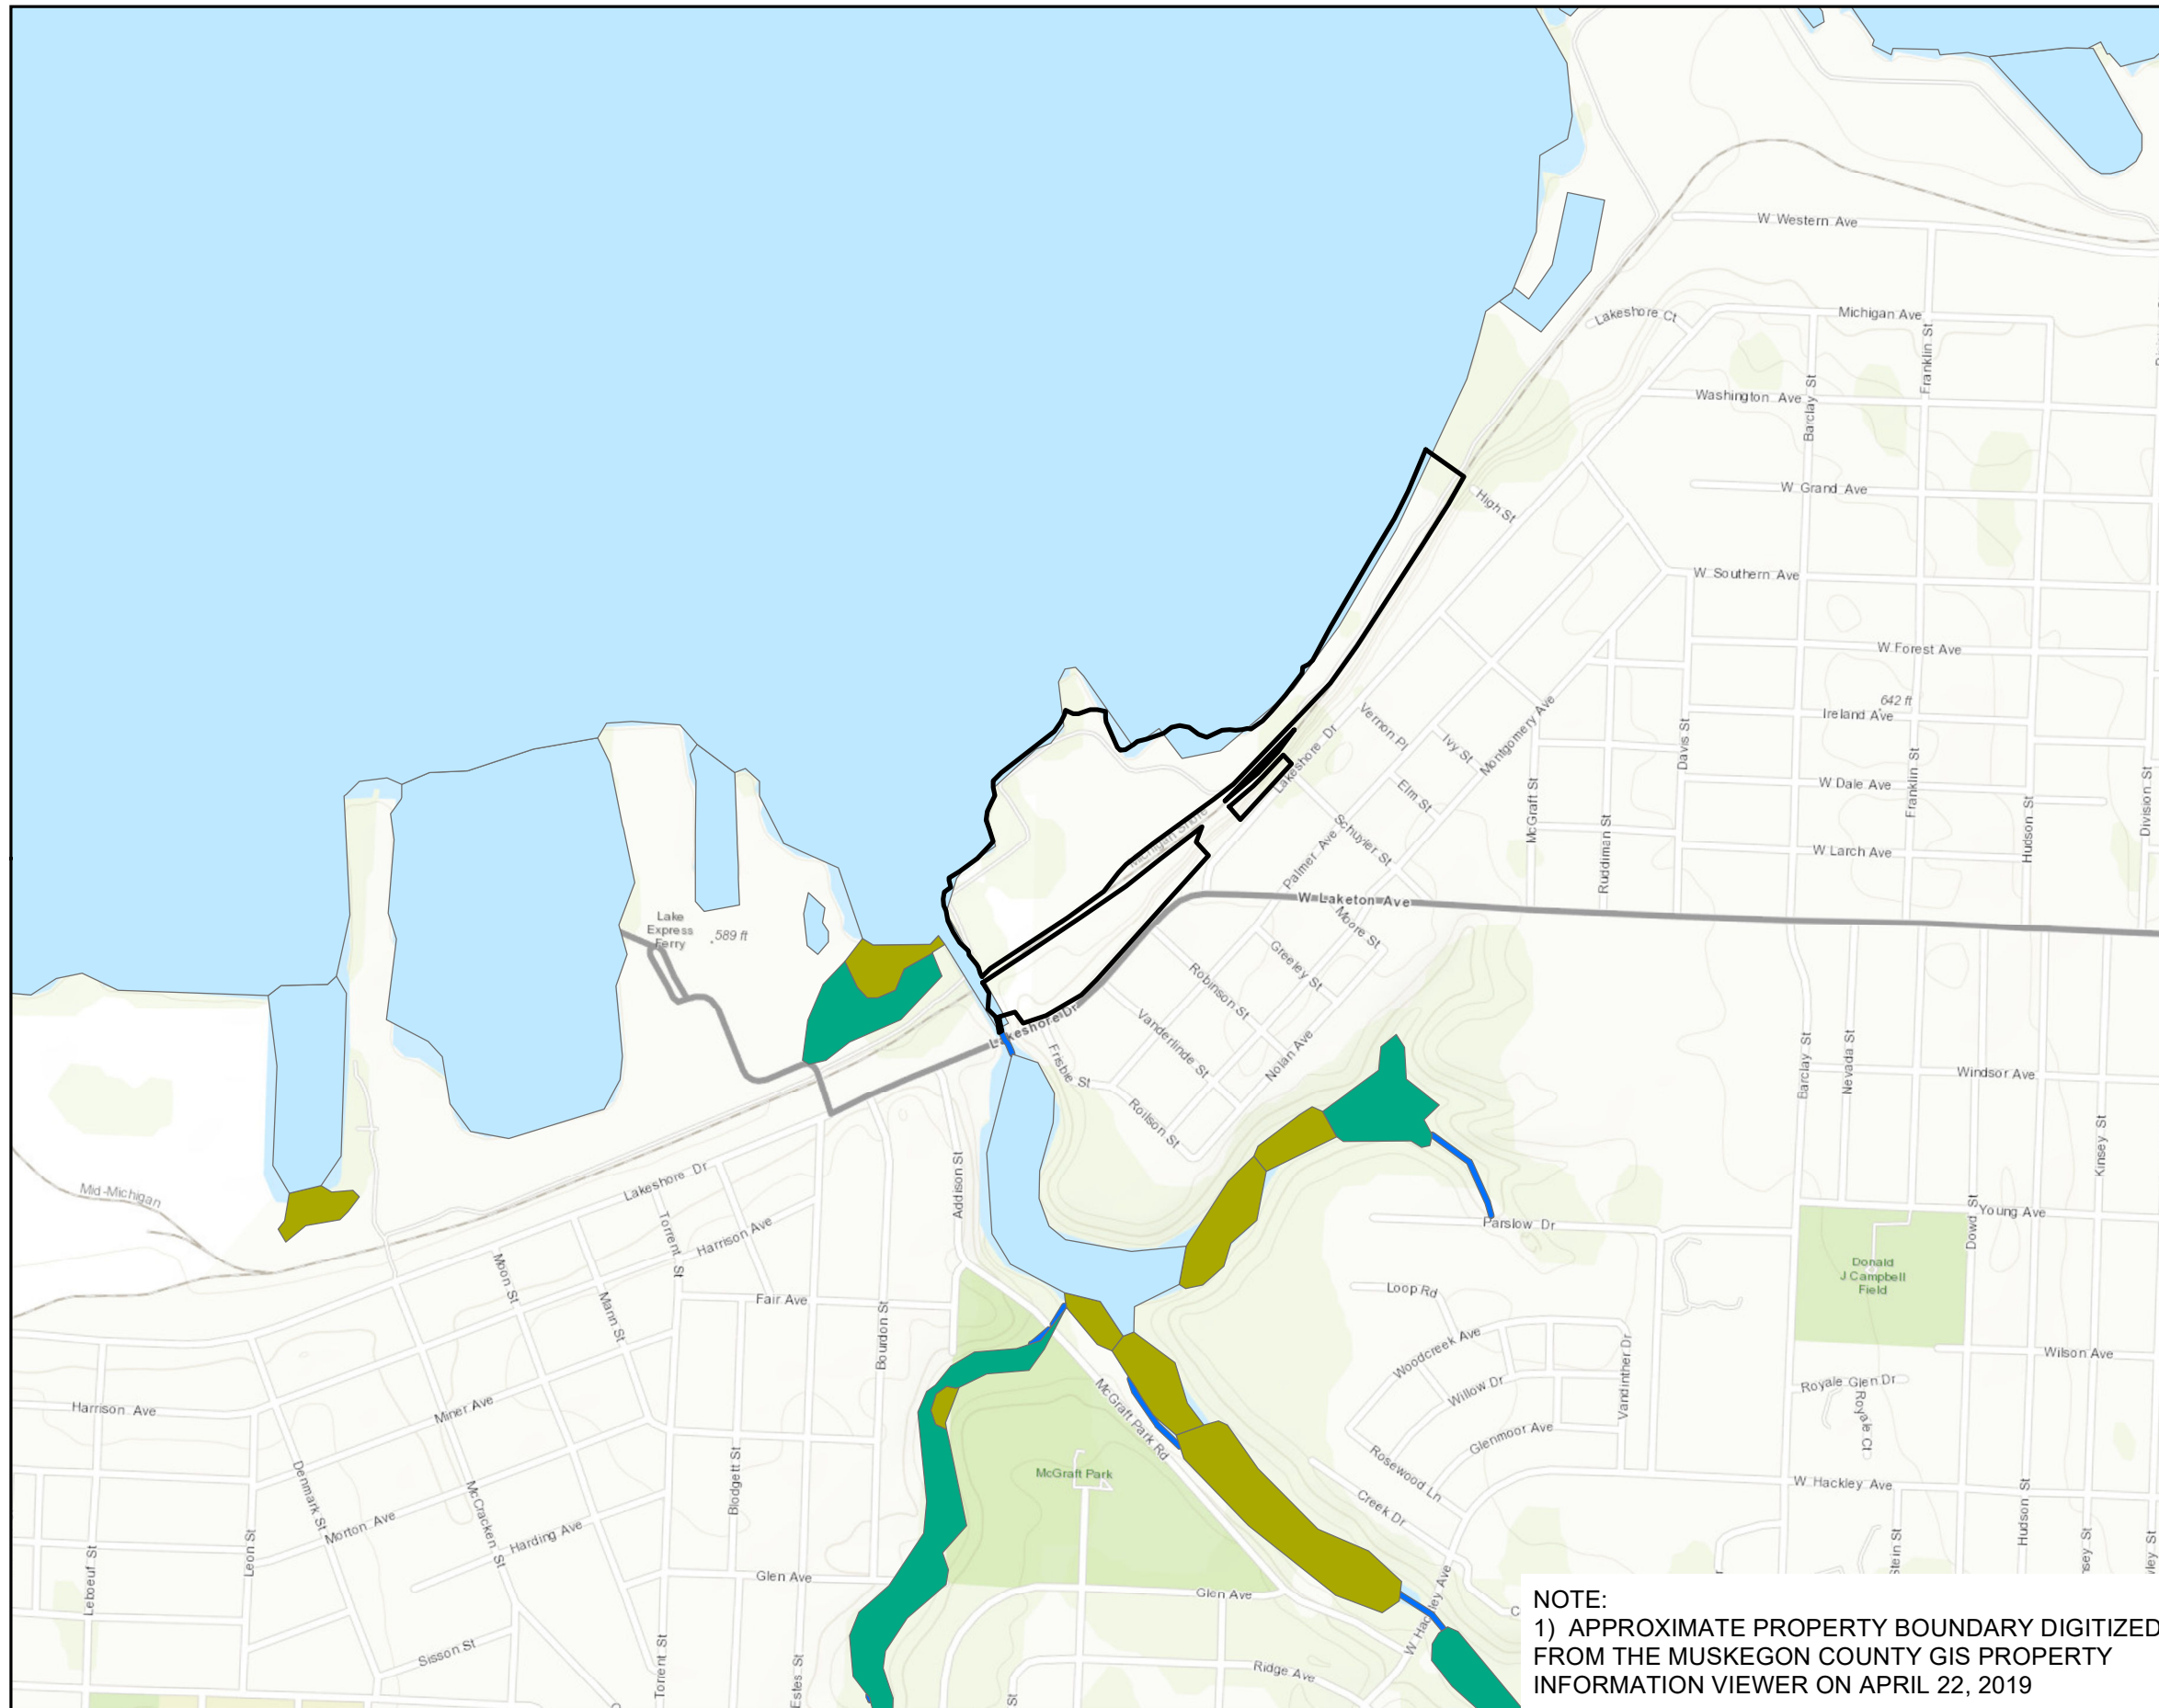 W Western Ave
Lakeshore Ct
Michigan Ave
Franklin St
Washington Ave
Barclay St
W Grand Ave
High St
W Southern Ave
W Forest Ave
642 ft
Ireland Ave
Vernon Pl
Ivy St
Montgomery Ave
Davis St
Lakeshore Dr
Elm St
W Dale Ave
Franklin St
Division St
Hudson St
McGraft St
Ruddiman St
Michigan Shore
Schuyler St
Palmer Ave
W Larch Ave
W Laketon Ave
Moore St
Lake
Express
Ferry
589 ft
Greeley St
Robinson St
Lakeshore Dr
Vanderlinde St
Nolan Ave
Frisbie St
Barclay St
Nevada St
Windsor Ave
Roilson St
Kinsey St
Mid-Michigan
Lakeshore Dr
Addison St
Torrent St
Harrison Ave
Parslow Dr
Dowd St
Young Ave
Donald
J Campbell
Field
Moon St
Mann St
Fair Ave
Bourdon St
Loop Rd
Woodcreek Ave
Vandinther Dr
Wilson Ave
Willow Dr
Royale Glen Dr
Royale Ct
Harrison Ave
Miner Ave
McGraft Park Rd
Glenmoor Ave
McGraft Park
Rosewood Ln
W Hackley Ave
Denmark St
McCracken St
Blodgett St
Creek Dr
Morton Ave
Harding Ave
Hudson St
Leon St
Leboeuf St
Glen Ave
Glen Ave
W Hackley Ave
Sisson St
Torrent St
Estes St
Ridge Ave
St
NOTE:
1) APPROXIMATE PROPERTY BOUNDARY DIGITIZED
FROM THE MUSKEGON COUNTY GIS PROPERTY
INFORMATION VIEWER ON APRIL 22, 2019